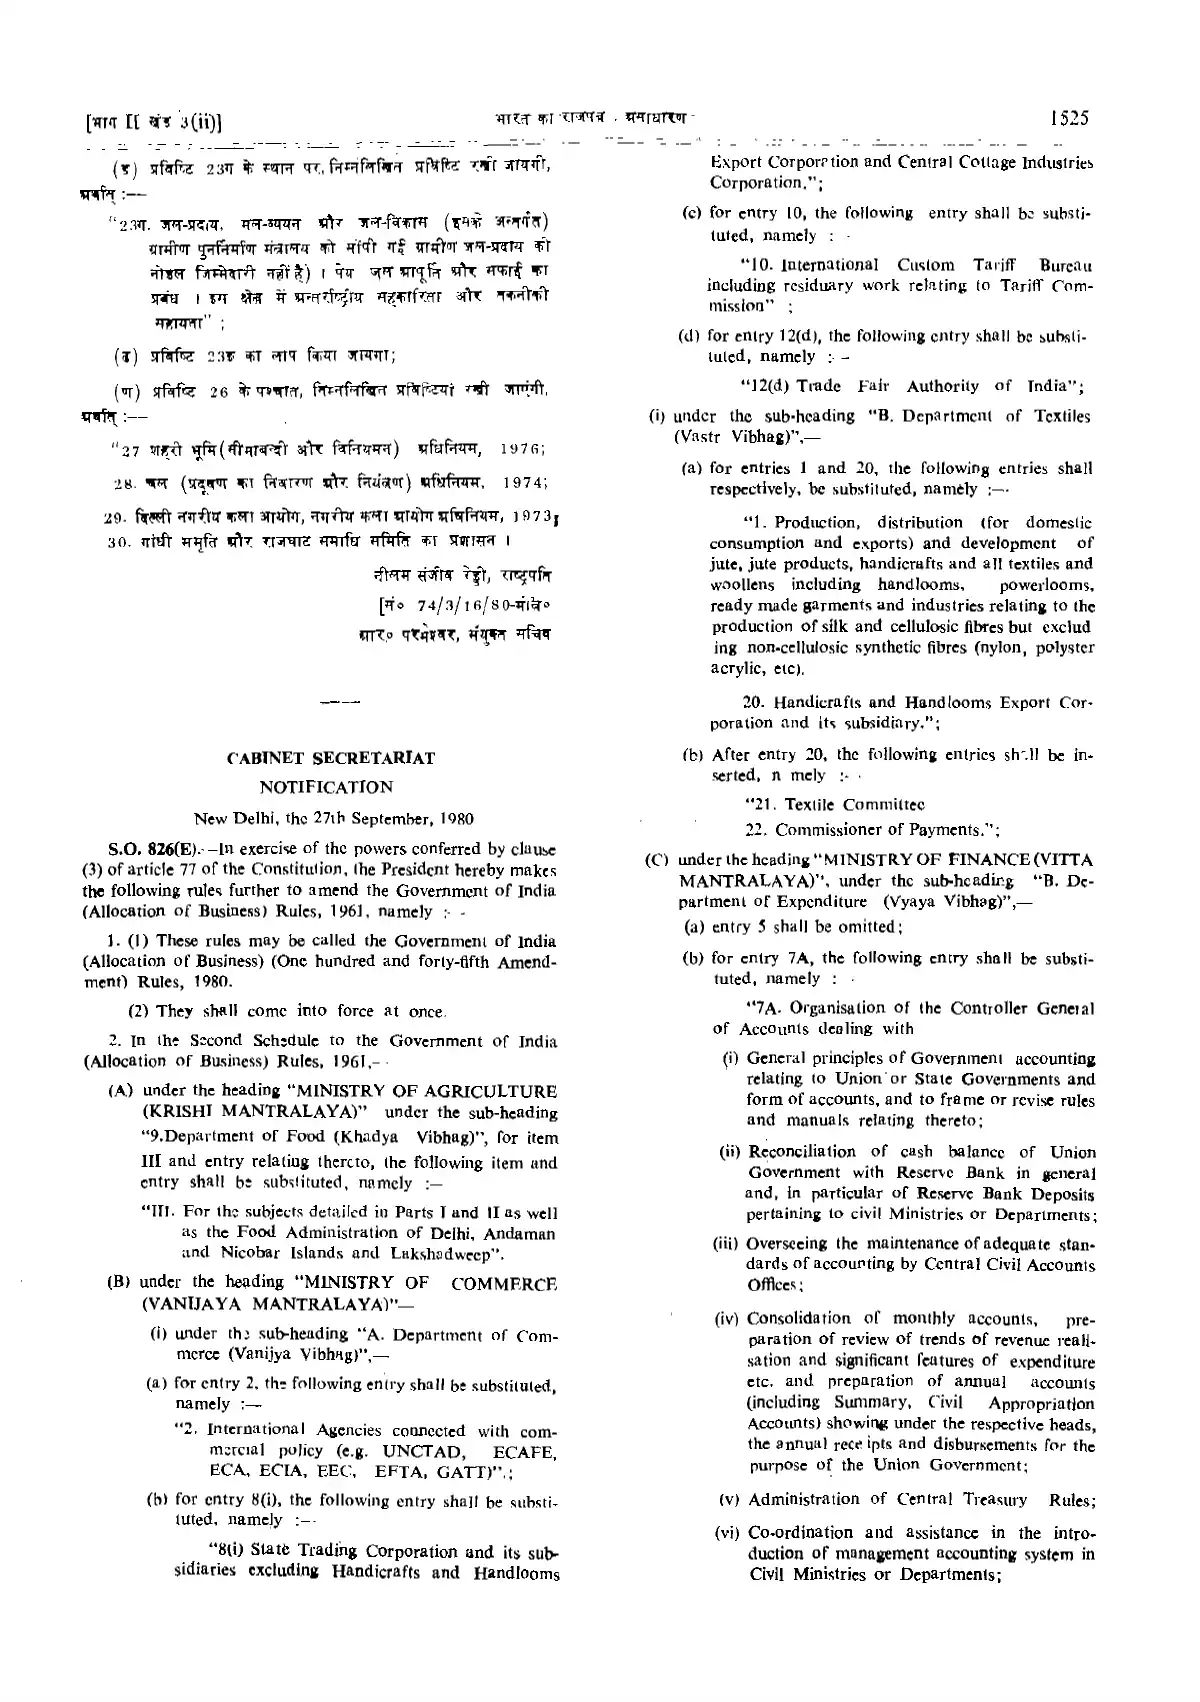 [भाग II खंड 3(ii)]
भारत का राजपत्र : असाधारण
1525
(ड) प्रविष्टि 23ग के स्थान पर, निम्नलिखित प्रविष्टि रखी जायगी,
अर्थात् :—
"23ग. जल-प्रदाय, मल-व्ययन और जल-विकास (इसके अन्तर्गत)
ग्रामीण पुनर्निर्माण मंत्रालय को सौंपी गई ग्रामीण जल-प्रदाय की
नोडल जिम्मेदारी नहीं है) । पेय जल आपूर्ति और सफाई का
प्रबंध । इस क्षेत्र में अन्तर्राष्ट्रीय सहकारिता और तकनीकी
सहायता" ;
(ढ) प्रविष्टि 23ङ का लोप किया जायगा;
(ण) प्रविष्टि 26 के पश्चात, निम्नलिखित प्रविष्टियां रखी जाएंगी,
अर्थात् :—
"27 शहरी भूमि (सीमाबन्दी और विनियमन) अधिनियम, 1976;
28. जल (प्रदूषण का निवारण और नियंत्रण) अधिनियम, 1974;
29. दिल्ली नगरीय कला आयोग, नगरीय कला आयोग अधिनियम, 1973;
30. गांधी समृति और राजघाट समाधि समिति का प्रशासन ।
नीलम संजीव रेड्डी, राष्ट्रपति
[सं० 74/3/16/80-मंत्रि०
आर० परमेश्वर, संयुक्त सचिव
CABINET SECRETARIAT
NOTIFICATION
New Delhi, the 27th September, 1980
S.O. 826(E).—In exercise of the powers conferred by clause
(3) of article 77 of the Constitution, the President hereby makes
the following rules further to amend the Government of India
(Allocation of Business) Rules, 1961, namely :—
1. (1) These rules may be called the Government of India
(Allocation of Business) (One hundred and forty-fifth Amend-
ment) Rules, 1980.
(2) They shall come into force at once.
2. In the Second Schedule to the Government of India
(Allocation of Business) Rules, 1961,—
(A) under the heading "MINISTRY OF AGRICULTURE
(KRISHI MANTRALAYA)" under the sub-heading
"9.Department of Food (Khadya Vibhag)", for item
III and entry relating thereto, the following item and
entry shall be substituted, namely :—
"III. For the subjects detailed in Parts I and II as well
as the Food Administration of Delhi, Andaman
and Nicobar Islands and Lakshadweep".
(B) under the heading "MINISTRY OF COMMERCE
(VANIJAYA MANTRALAYA)"—
(i) under the sub-heading "A. Department of Com-
merce (Vanijya Vibhag)",—
(a) for entry 2, the following entry shall be substituted,
namely :—
"2. International Agencies connected with com-
mercial policy (e.g. UNCTAD, ECAFE,
ECA, ECIA, EEC, EFTA, GATT)".;
(b) for entry 8(i), the following entry shall be substi-
tuted, namely :—
"8(i) State Trading Corporation and its sub-
sidiaries excluding Handicrafts and Handlooms
Export Corporation and Central Cottage Industries
Corporation.";
(c) for entry 10, the following entry shall be substi-
tuted, namely :-
"10. International Custom Tariff Bureau
including residuary work relating to Tariff Com-
mission" ;
(d) for entry 12(d), the following entry shall be substi-
tuted, namely :-
"12(d) Trade Fair Authority of India";
(i) under the sub-heading "B. Department of Textiles
(Vastr Vibhag)",—
(a) for entries 1 and 20, the following entries shall
respectively, be substituted, namely :—
"1. Production, distribution (for domestic
consumption and exports) and development of
jute, jute products, handicrafts and all textiles and
woollens including handlooms, powerlooms,
ready made garments and industries relating to the
production of silk and cellulosic fibres but exclud
ing non-cellulosic synthetic fibres (nylon, polyster
acrylic, etc).
20. Handicrafts and Handlooms Export Cor-
poration and its subsidiary.";
(b) After entry 20, the following entries shall be in-
serted, n mely :-
"21. Textile Committee
22. Commissioner of Payments.";
(C) under the heading "MINISTRY OF FINANCE (VITTA
MANTRALAYA)", under the sub-heading "B. De-
partment of Expenditure (Vyaya Vibhag)",—
(a) entry 5 shall be omitted;
(b) for entry 7A, the following entry shall be substi-
tuted, namely :-
"7A. Organisation of the Controller General
of Accounts dealing with
(i) General principles of Government accounting
relating to Union or State Governments and
form of accounts, and to frame or revise rules
and manuals relating thereto;
(ii) Reconciliation of cash balance of Union
Government with Reserve Bank in general
and, in particular of Reserve Bank Deposits
pertaining to civil Ministries or Departments;
(iii) Overseeing the maintenance of adequate stan-
dards of accounting by Central Civil Accounts
Offices;
(iv) Consolidation of monthly accounts, pre-
paration of review of trends of revenue reali-
sation and significant features of expenditure
etc. and preparation of annual accounts
(including Summary, Civil Appropriation
Accounts) showing under the respective heads,
the annual receipts and disbursements for the
purpose of the Union Government;
(v) Administration of Central Treasury Rules;
(vi) Co-ordination and assistance in the intro-
duction of management accounting system in
Civil Ministries or Departments;